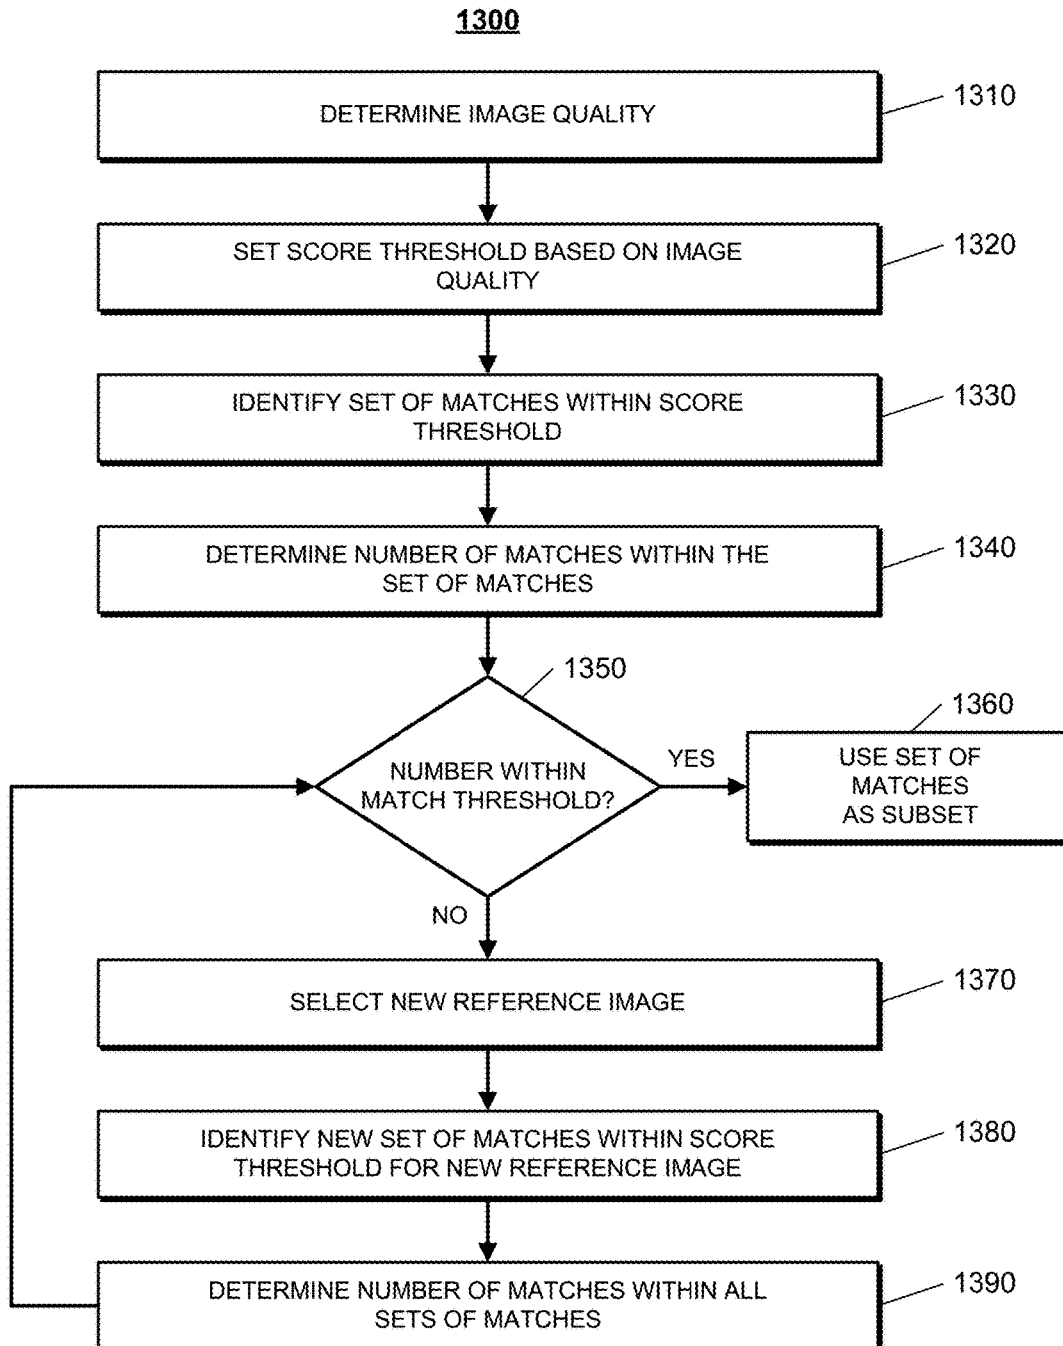 1300
DETERMINE IMAGE QUALITY
1310
SET SCORE THRESHOLD BASED ON IMAGE
QUALITY
1320
IDENTIFY SET OF MATCHES WITHIN SCORE
THRESHOLD
1330
DETERMINE NUMBER OF MATCHES WITHIN THE
SET OF MATCHES
1340
1350
NUMBER WITHIN
MATCH THRESHOLD?
YES
1360
USE SET OF
MATCHES
AS SUBSET
NO
SELECT NEW REFERENCE IMAGE
1370
IDENTIFY NEW SET OF MATCHES WITHIN SCORE
THRESHOLD FOR NEW REFERENCE IMAGE
1380
DETERMINE NUMBER OF MATCHES WITHIN ALL
SETS OF MATCHES
1390